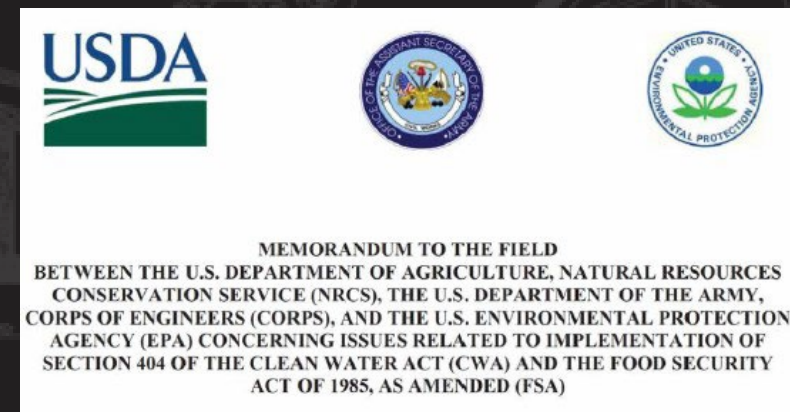 USDA
OFFICE OF THE ASSISTANT SECRETARY OF THE ARMY
CIVIL WORKS
UNITED STATES
ENVIRONMENTAL PROTECTION AGENCY
MEMORANDUM TO THE FIELD
BETWEEN THE U.S. DEPARTMENT OF AGRICULTURE, NATURAL RESOURCES
CONSERVATION SERVICE (NRCS), THE U.S. DEPARTMENT OF THE ARMY,
CORPS OF ENGINEERS (CORPS), AND THE U.S. ENVIRONMENTAL PROTECTION
AGENCY (EPA) CONCERNING ISSUES RELATED TO IMPLEMENTATION OF
SECTION 404 OF THE CLEAN WATER ACT (CWA) AND THE FOOD SECURITY
ACT OF 1985, AS AMENDED (FSA)